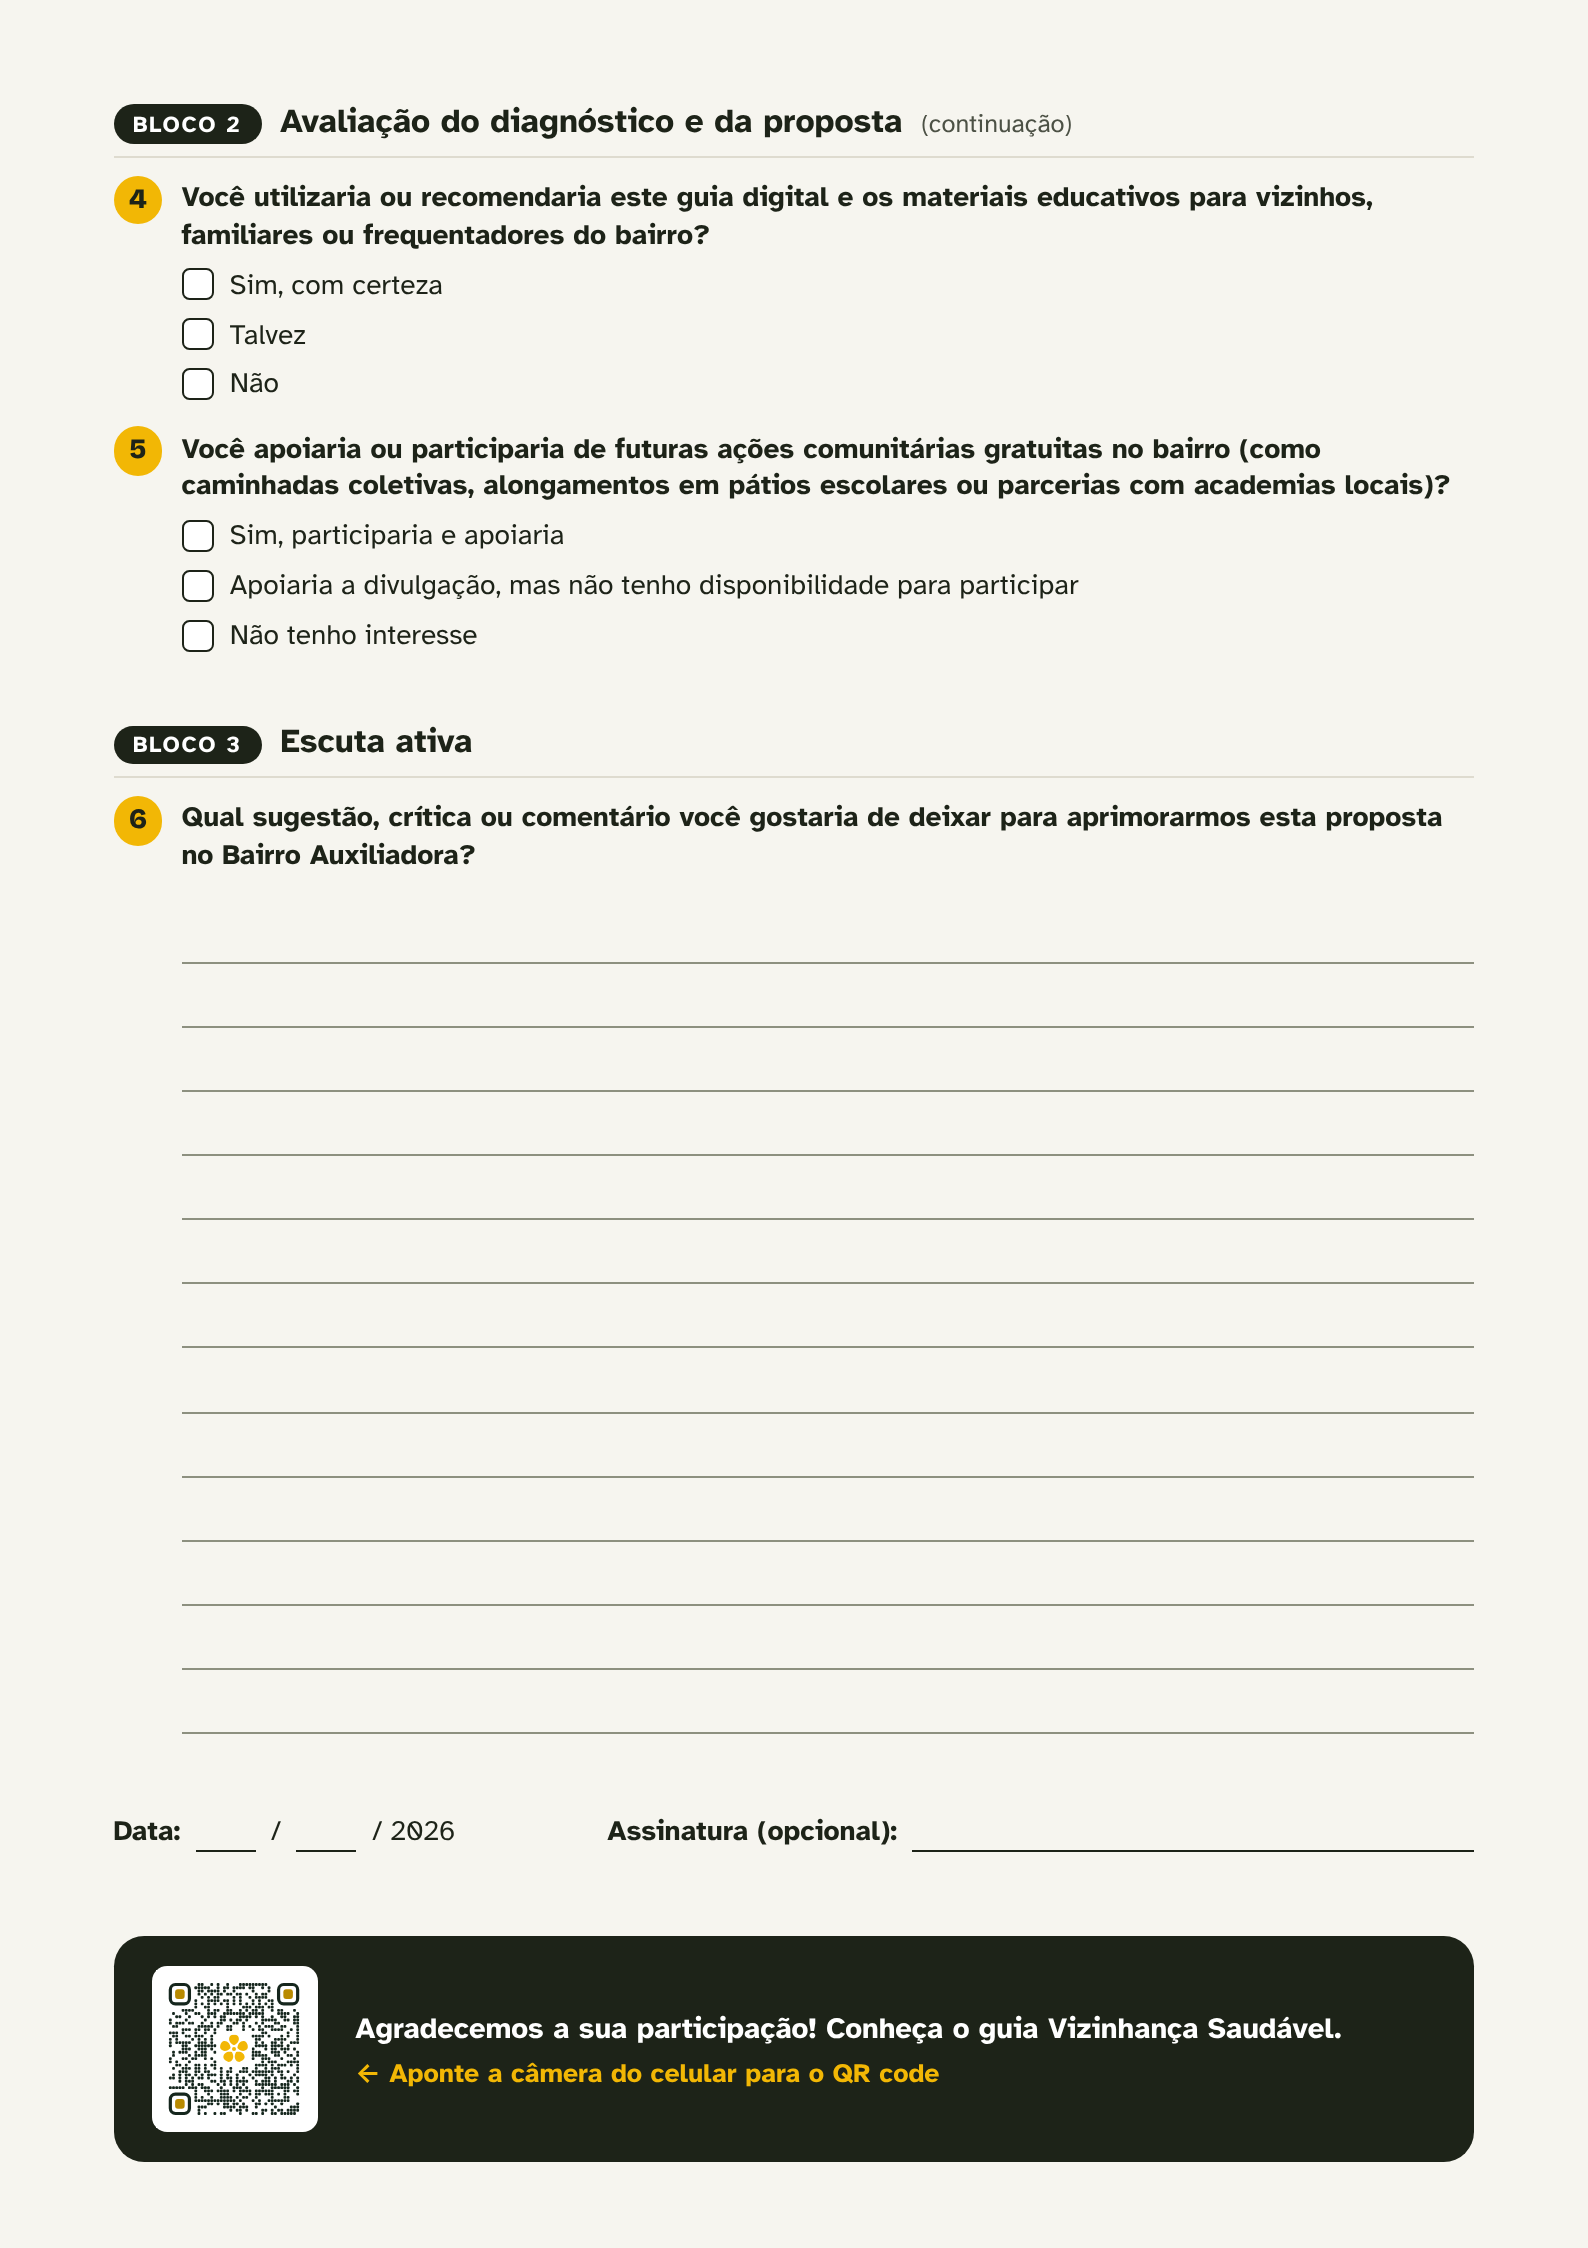 BLOCO 2 Avaliação do diagnóstico e da proposta (continuação)
4 Você utilizaria ou recomendaria este guia digital e os materiais educativos para vizinhos,
familiares ou frequentadores do bairro?
Sim, com certeza
Talvez
Não
5 Você apoiaria ou participaria de futuras ações comunitárias gratuitas no bairro (como
caminhadas coletivas, alongamentos em pátios escolares ou parcerias com academias locais)?
Sim, participaria e apoiaria
Apoiaria a divulgação, mas não tenho disponibilidade para participar
Não tenho interesse
BLOCO 3 Escuta ativa
6 Qual sugestão, crítica ou comentário você gostaria de deixar para aprimorarmos esta proposta
no Bairro Auxiliadora?
Data: / / 2026 Assinatura (opcional):
Agradecemos a sua participação! Conheça o guia Vizinhança Saudável.
← Aponte a câmera do celular para o QR code